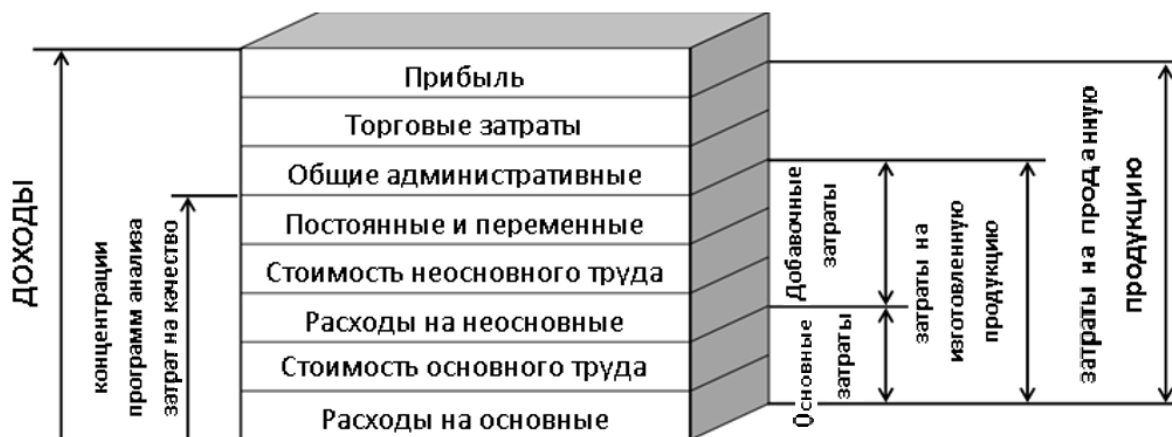 ДОХОДЫ
концентрации
программ анализа
затрат на качество
Прибыль
Торговые затраты
Общие административные
Постоянные и переменные
Стоимость неосновного труда
Расходы на неосновные
Стоимость основного труда
Расходы на основные
Добавочные
затраты
Основные
затраты
затраты на
изготовленную
продукцию
затраты на проданную
продукцию